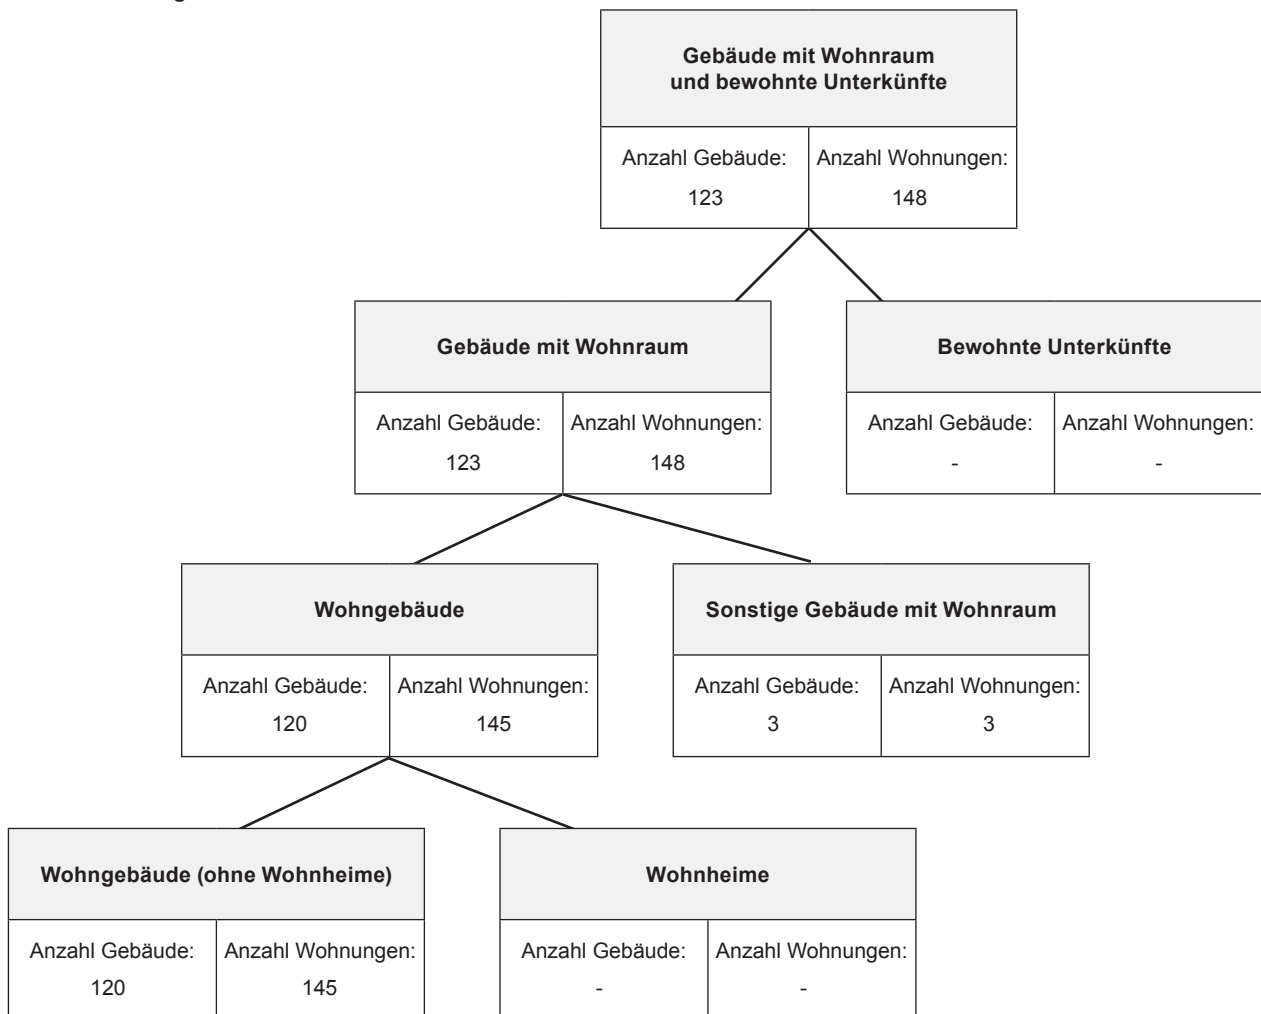 Gebäude mit Wohnraum
und bewohnte Unterkünfte
Anzahl Gebäude: Anzahl Wohnungen:
123 148
Gebäude mit Wohnraum
Bewohnte Unterkünfte
Anzahl Gebäude: Anzahl Wohnungen:
123 148
Anzahl Gebäude: Anzahl Wohnungen:
- -
Wohngebäude
Sonstige Gebäude mit Wohnraum
Anzahl Gebäude: Anzahl Wohnungen:
120 145
Anzahl Gebäude: Anzahl Wohnungen:
3 3
Wohngebäude (ohne Wohnheime)
Wohnheime
Anzahl Gebäude: Anzahl Wohnungen:
120 145
Anzahl Gebäude: Anzahl Wohnungen:
- -